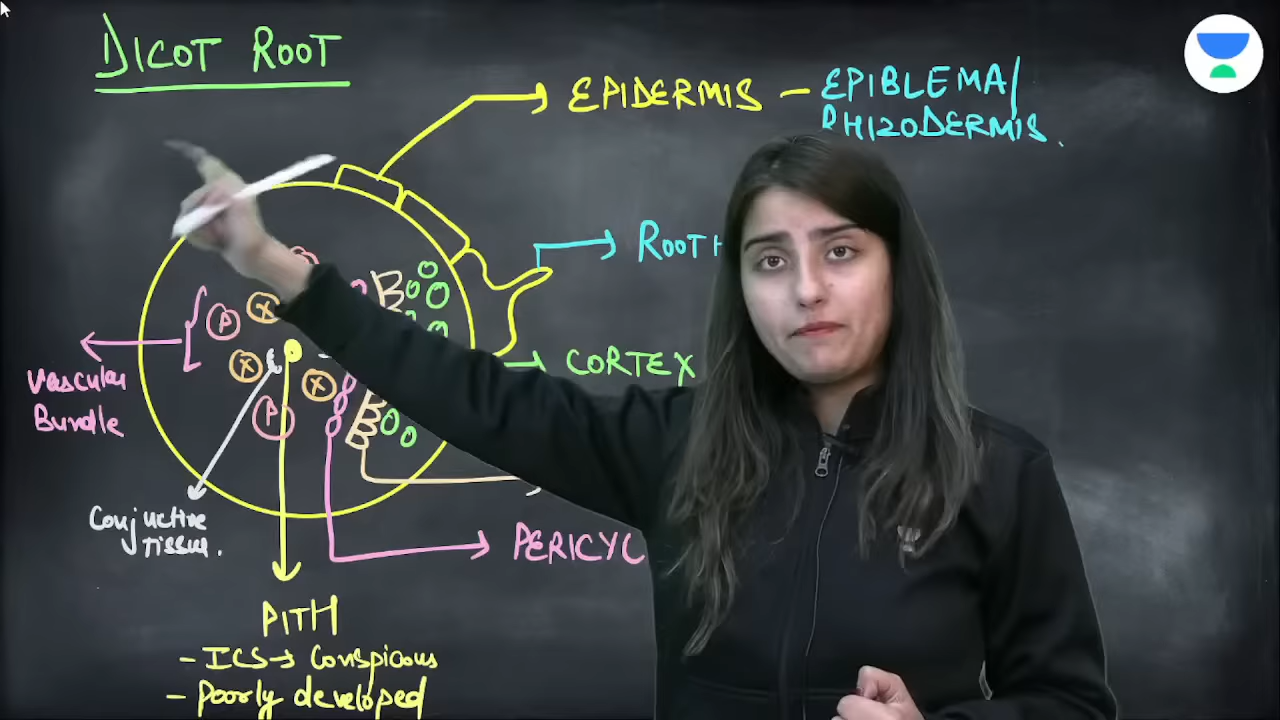 DICOT ROOT
EPIDERMIS - EPIBLEMA/
RHIZODERMIS.
ROOT H
P
X
X
X
P
CORTEX
Vascular
Bundle
Conjuctive
Tissue.
PERICYC
PITH
- ICS → Conspicous
- Poorly developed